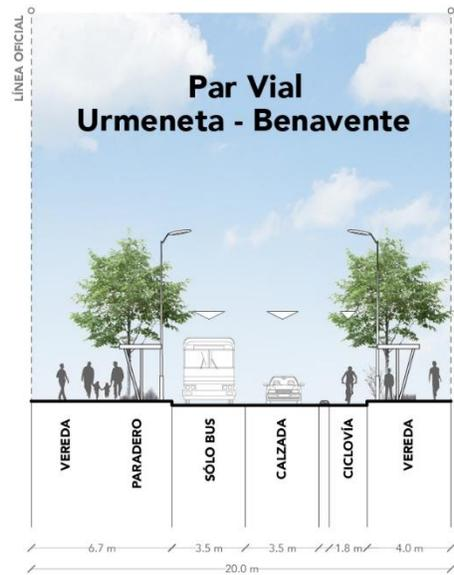 LÍNEA OFICIAL
Par Vial
Urmeneta - Benavente
VEREDA
PARADERO
SÓLO BUS
CALZADA
CICLOVÍA
VEREDA
6.7 m
3.5 m
3.5 m
1.8 m
4.0 m
20.0 m